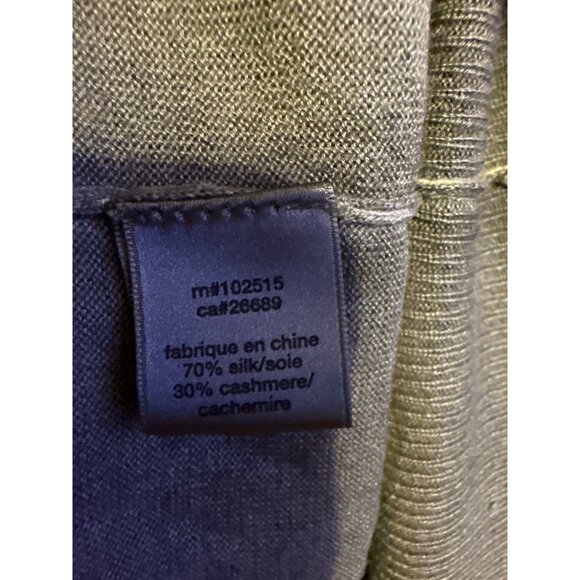 rn#102515
ca#26689
fabrique en chine
70% silk/soie
30% cashmere/
cachemire